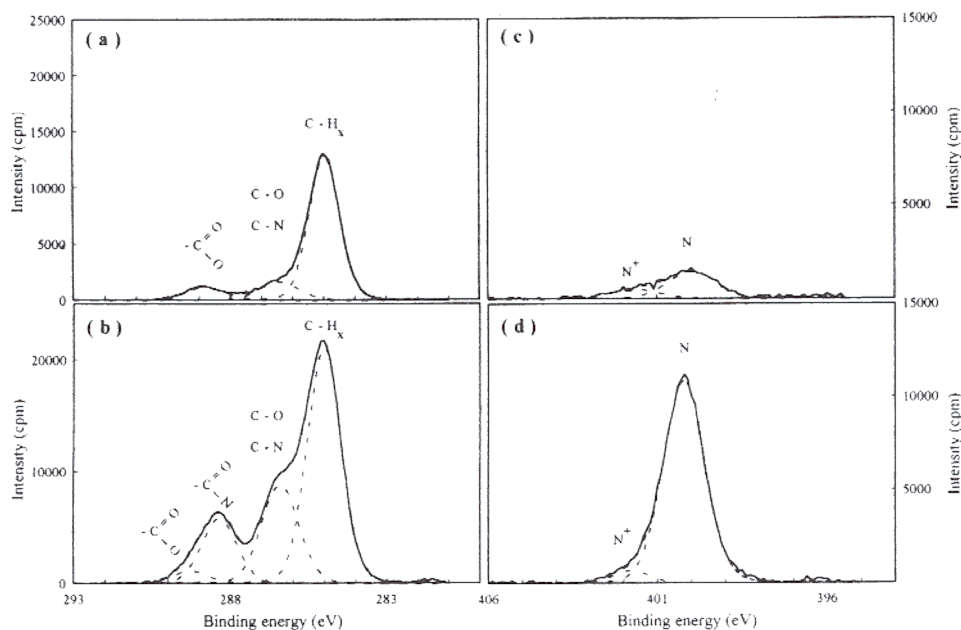 ( a )
25000
20000
15000
10000
5000
0
Intensity (cpm)
C - Hx
C - O
C - N
- C = O
O
( c )
15000
10000
5000
0
Intensity (cpm)
N+
N
( b )
20000
10000
0
Intensity (cpm)
C - Hx
C - O
C - N
- C = O
N
- C = O
O
293
288
283
Binding energy (eV)
( d )
15000
10000
5000
0
Intensity (cpm)
N
N+
406
401
396
Binding energy (eV)